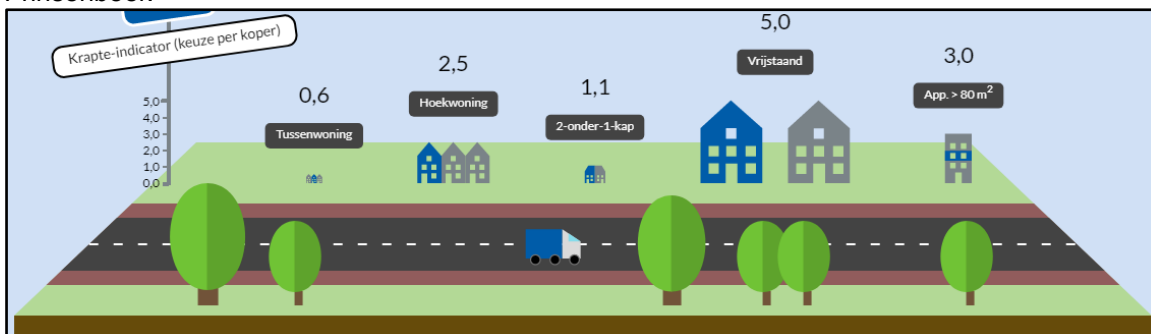 Krapte-indicator (keuze per koper)
5,0
4,0
3,0
2,0
1,0
0,0
0,6
Tussenwoning
2,5
Hoekwoning
1,1
2-onder-1-kap
5,0
Vrijstaand
3,0
App. > 80 m²